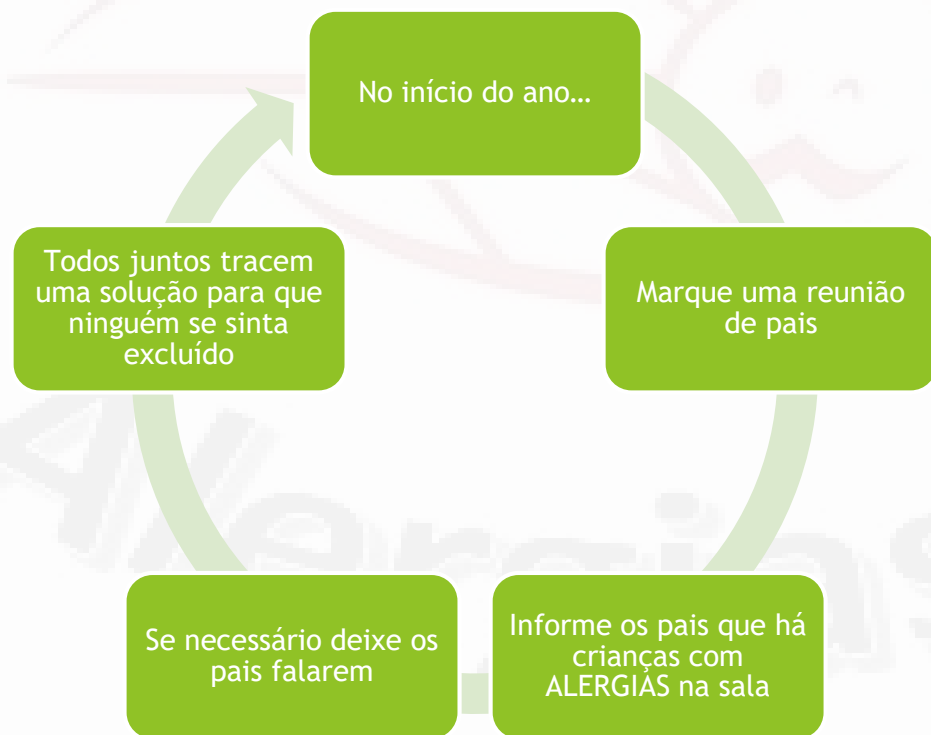 No início do ano…
Marque uma reunião
de pais
Informe os pais que há
crianças com
ALERGIAS na sala
Se necessário deixe os
pais falarem
Todos juntos tracem
uma solução para que
ninguém se sinta
excluído
Alergias